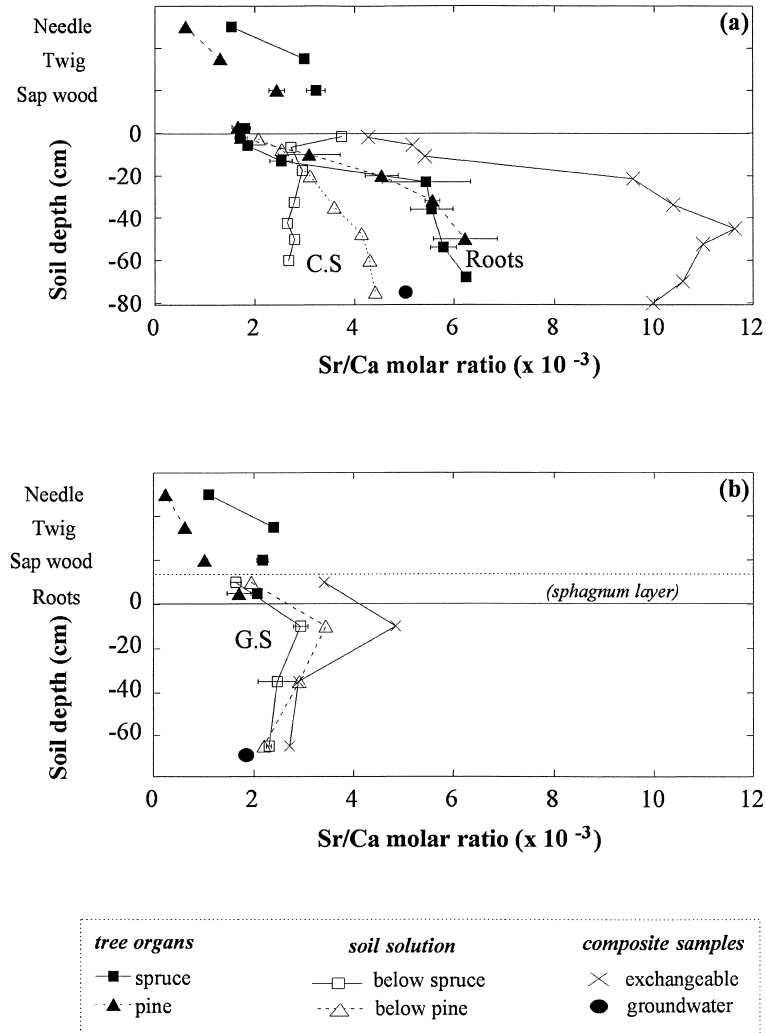 (a)
Needle
Twig
Sap wood
0
-20
-40
-60
-80
Soil depth (cm)
C.S
Roots
0 2 4 6 8 10 12
Sr/Ca molar ratio (x 10 -3)
(b)
Needle
Twig
Sap wood
Roots
(sphagnum layer)
0
-20
-40
-60
Soil depth (cm)
G.S
0 2 4 6 8 10 12
Sr/Ca molar ratio (x 10 -3)
tree organs soil solution composite samples
spruce below spruce excheangeable
pine below pine groundwater